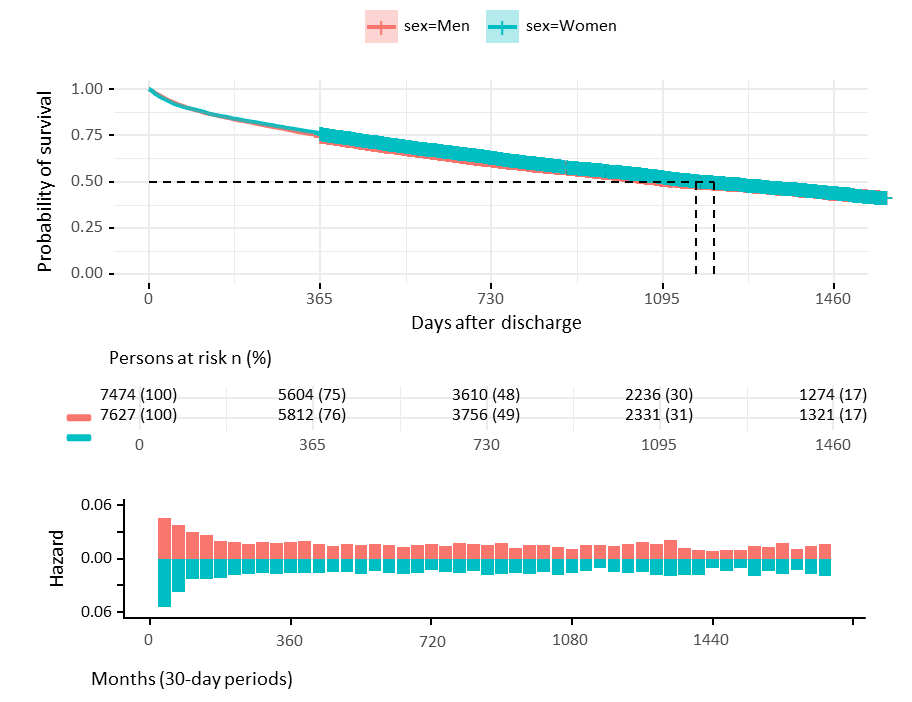 sex=Men sex=Women
Probability of survival
1.00
0.75
0.50
0.25
0.00
0 365 730 1095 1460
Days after discharge
Persons at risk n (%)
7474 (100) 5604 (75) 3610 (48) 2236 (30) 1274 (17)
7627 (100) 5812 (76) 3756 (49) 2331 (31) 1321 (17)
0 365 730 1095 1460
Hazard
0.06
0.00
0.06
0 360 720 1080 1440
Months (30-day periods)